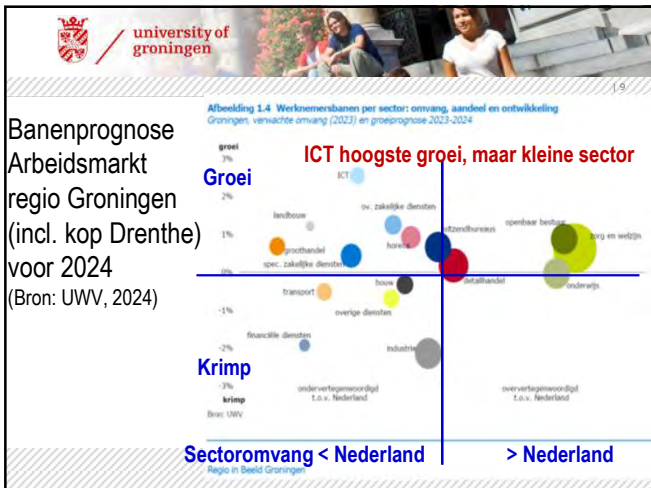 university of
groningen
| 9
Banenprognose
Arbeidsmarkt
regio Groningen
(incl. kop Drenthe)
voor 2024
(Bron: UWV, 2024)
Afbeelding 1.4 Werknemersbanen per sector: omvang, aandeel en ontwikkeling
Groningen, verwachte omvang (2023) en groeiprognose 2023-2024
groei
3%
ICT hoogste groei, maar kleine sector
Groei
ICT
2%
landbouw
ov. zakelijke diensten
1%
openbaar bestuur
uitzendbureaus
zorg en welzijn
groothandel
horeca
spec. zakelijke diensten
0%
detailhandel
onderwijs
transport
bouw
-1%
overige diensten
financiële diensten
-2%
industrie
Krimp
-3%
krimp
ondervertegenwoordigd
t.o.v. Nederland
oververtegenwoordigd
t.o.v. Nederland
Bron: UWV
Sectoromvang < Nederland
> Nederland
Regio in Beeld Groningen